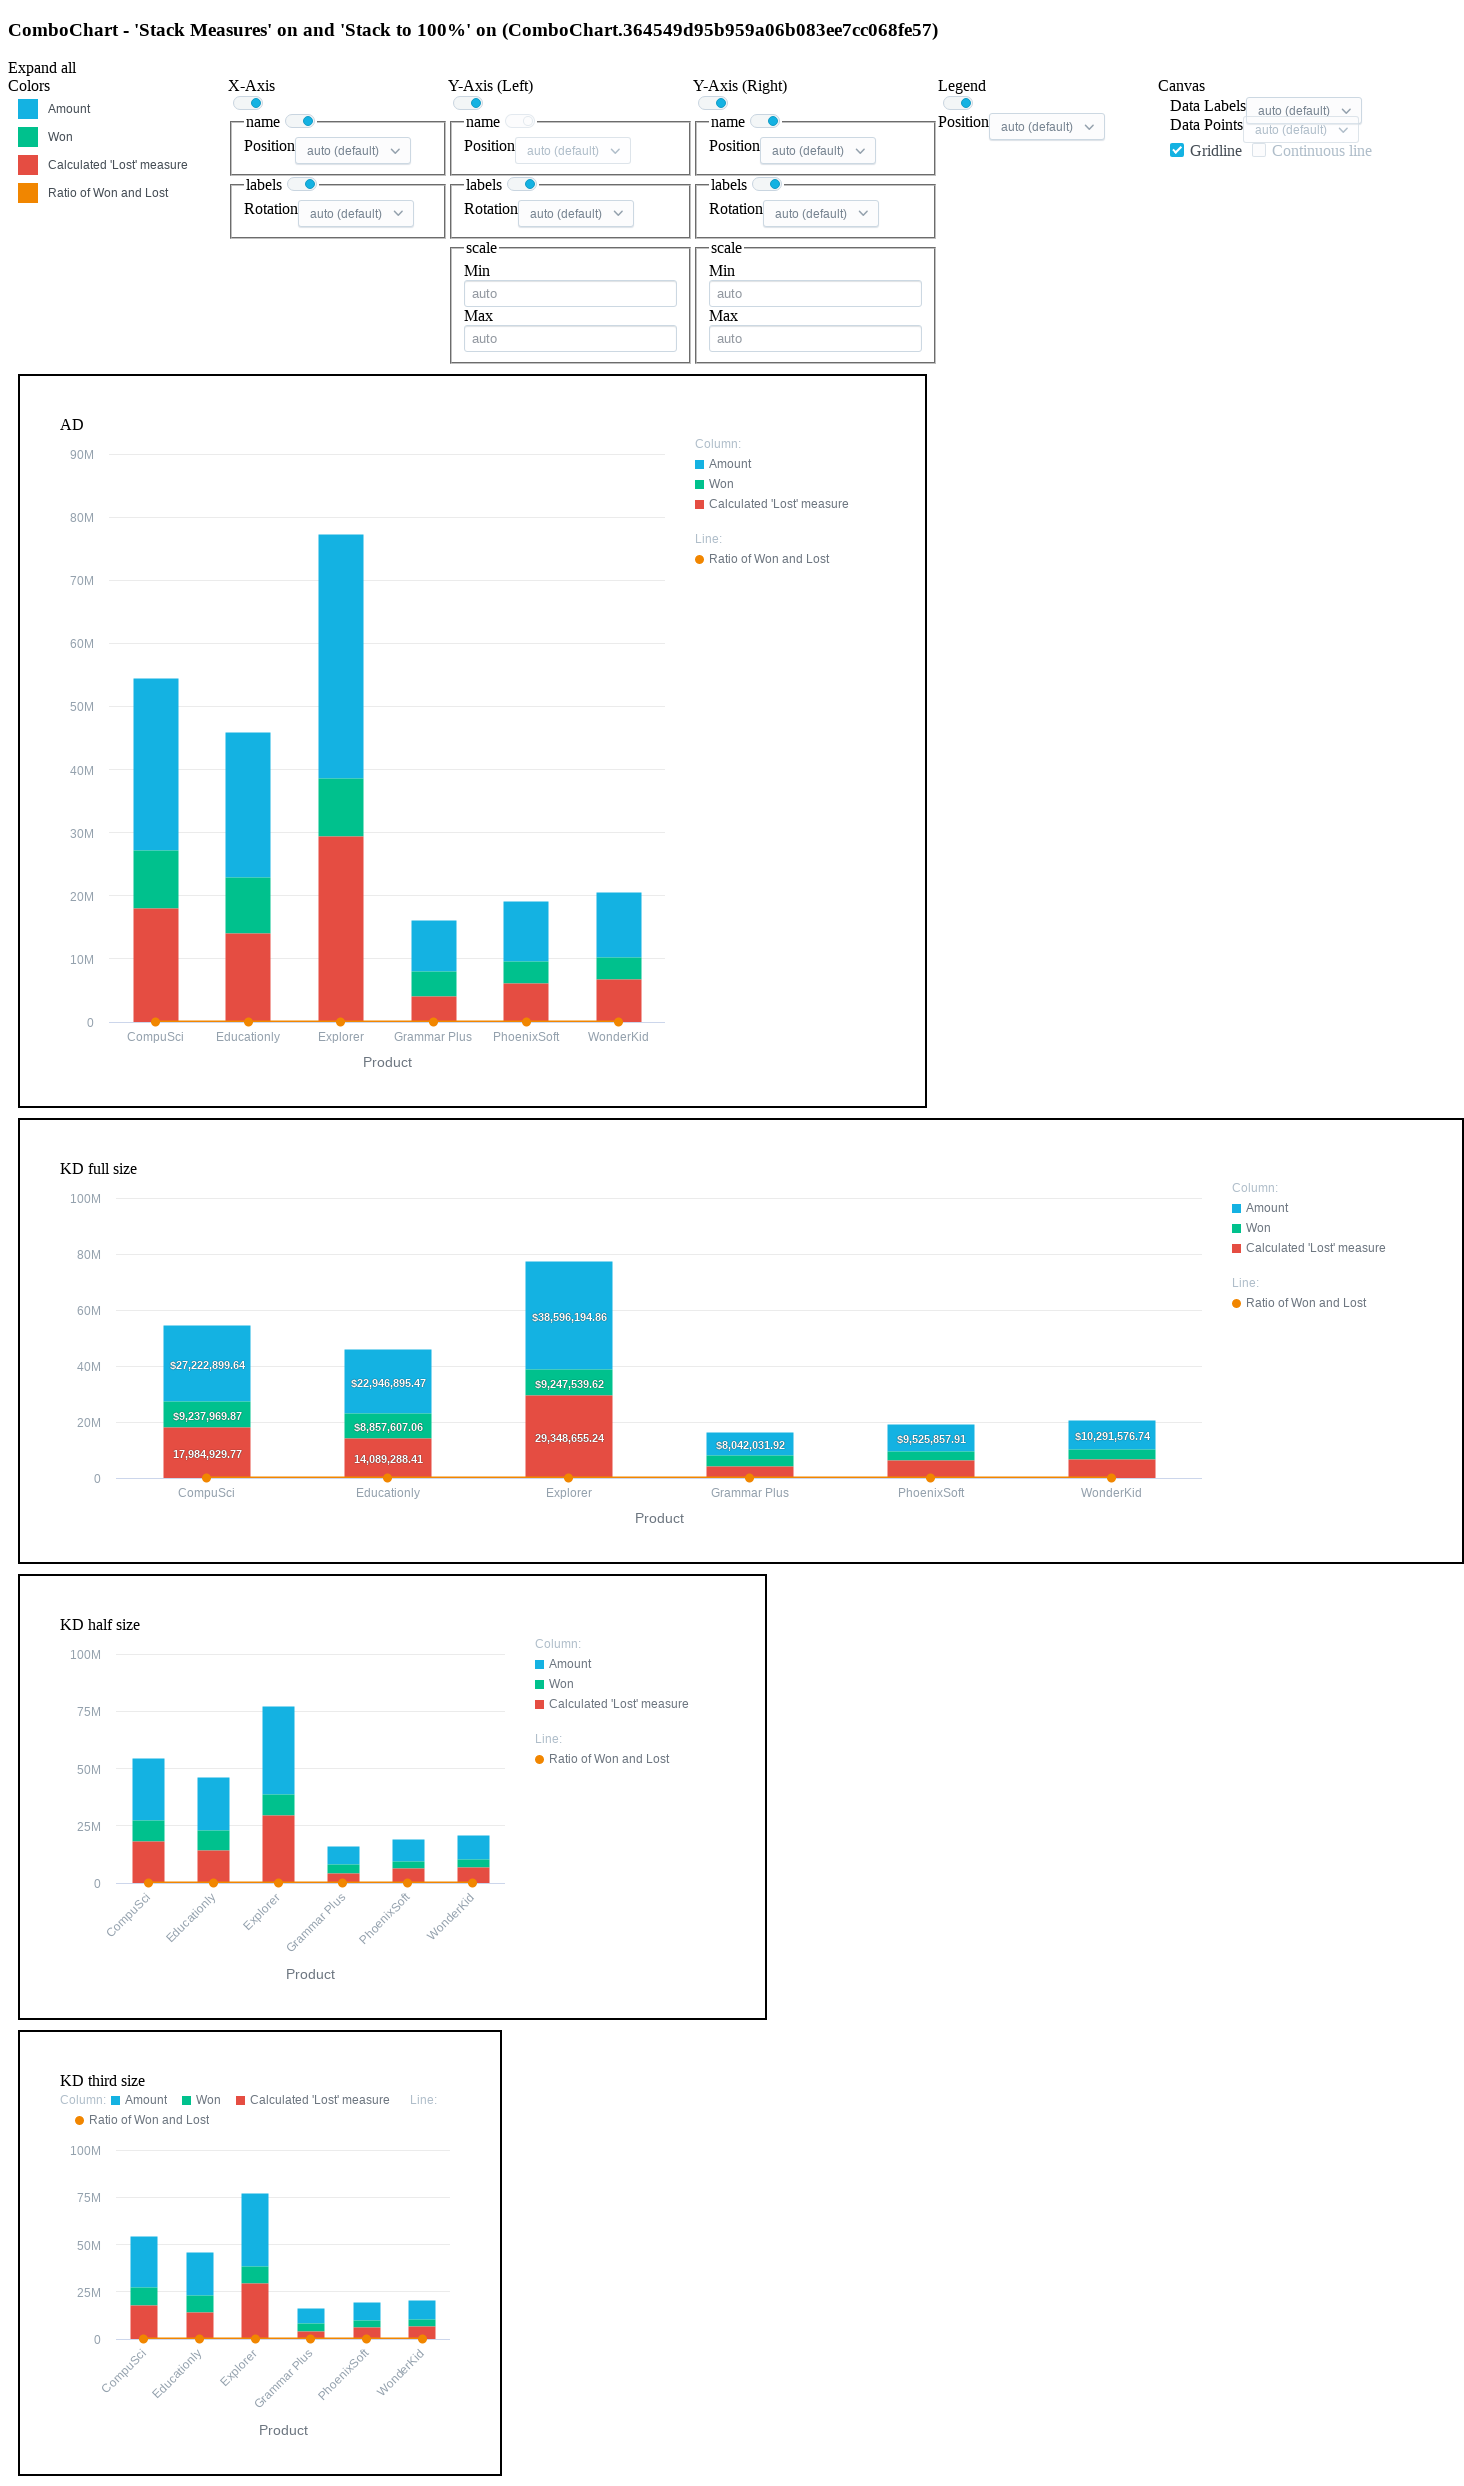 ComboChart - 'Stack Measures' on and 'Stack to 100%' on (ComboChart.364549d95b959a06b083ee7cc068fe57)
Expand all
Colors
Amount
Won
Calculated 'Lost' measure
Ratio of Won and Lost
X-Axis
name
Position auto (default)
labels
Rotation auto (default)
Y-Axis (Left)
name
Position auto (default)
labels
Rotation auto (default)
scale
Min
auto
Max
auto
Y-Axis (Right)
name
Position auto (default)
labels
Rotation auto (default)
scale
Min
auto
Max
auto
Legend
Position auto (default)
Canvas
Data Labels auto (default)
Data Points auto (default)
Gridline Continuous line
AD
90M
80M
70M
60M
50M
40M
30M
20M
10M
0
CompuSci Educationly Explorer Grammar Plus PhoenixSoft WonderKid
Product
Column:
Amount
Won
Calculated 'Lost' measure
Line:
Ratio of Won and Lost
KD full size
100M
80M
60M
40M
20M
0
$27,222,899.64
$9,237,969.87
17,984,929.77
$22,946,895.47
$8,857,607.06
14,089,288.41
$38,596,194.86
$9,247,539.62
29,348,655.24
$8,042,031.92
$9,525,857.91
$10,291,576.74
CompuSci Educationly Explorer Grammar Plus PhoenixSoft WonderKid
Product
Column:
Amount
Won
Calculated 'Lost' measure
Line:
Ratio of Won and Lost
KD half size
100M
75M
50M
25M
0
CompuSci Educationly Explorer Grammar Plus PhoenixSoft WonderKid
Product
Column:
Amount
Won
Calculated 'Lost' measure
Line:
Ratio of Won and Lost
KD third size
Column: Amount Won Calculated 'Lost' measure Line:
Ratio of Won and Lost
100M
75M
50M
25M
0
CompuSci Educationly Explorer Grammar Plus PhoenixSoft WonderKid
Product